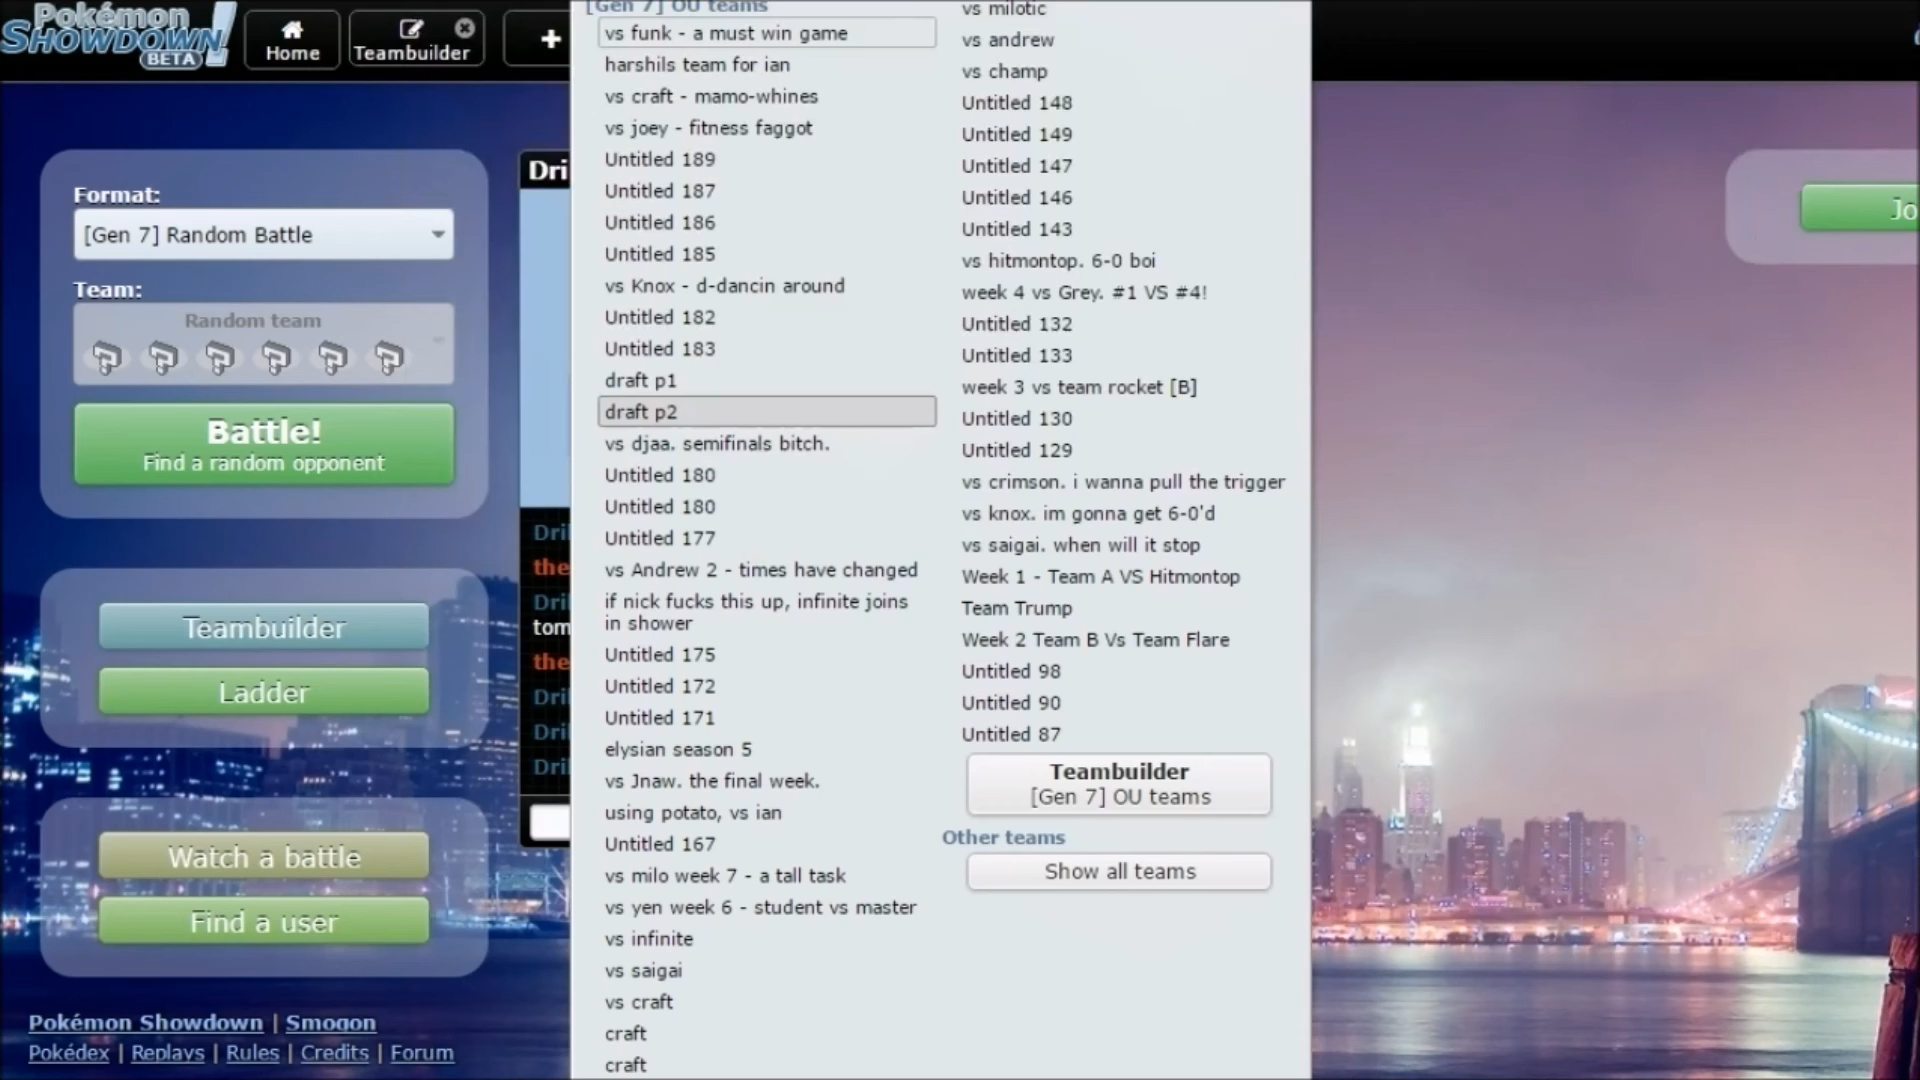 Pokémon
SHOWDOWN!
BETA
Home
Teambuilder
Format:
[Gen 7] Random Battle
Team:
Random team
Battle!
Find a random opponent
Teambuilder
Ladder
Watch a battle
Find a user
Pokémon Showdown | Smogon
Pokédex | Replays | Rules | Credits | Forum
Dri
Dril
the
Dril
tom
the
Dril
Dril
Dril
[Gen 7] OU teams
vs funk - a must win game
harshils team for ian
vs craft - mamo-whines
vs joey - fitness faggot
Untitled 189
Untitled 187
Untitled 186
Untitled 185
vs Knox - d-dancin around
Untitled 182
Untitled 183
draft p1
draft p2
vs djaa. semifinals bitch.
Untitled 180
Untitled 180
Untitled 177
vs Andrew 2 - times have changed
if nick fucks this up, infinite joins
in shower
Untitled 175
Untitled 172
Untitled 171
elysian season 5
vs Jnaw. the final week.
using potato, vs ian
Untitled 167
vs milo week 7 - a tall task
vs yen week 6 - student vs master
vs infinite
vs saigai
vs craft
craft
craft
vs milotic
vs andrew
vs champ
Untitled 148
Untitled 149
Untitled 147
Untitled 146
Untitled 143
vs hitmontop. 6-0 boi
week 4 vs Grey. #1 VS #4!
Untitled 132
Untitled 133
week 3 vs team rocket [B]
Untitled 130
Untitled 129
vs crimson. i wanna pull the trigger
vs knox. im gonna get 6-0'd
vs saigai. when will it stop
Week 1 - Team A VS Hitmontop
Team Trump
Week 2 Team B Vs Team Flare
Untitled 98
Untitled 90
Untitled 87
Teambuilder
[Gen 7] OU teams
Other teams
Show all teams
Jo